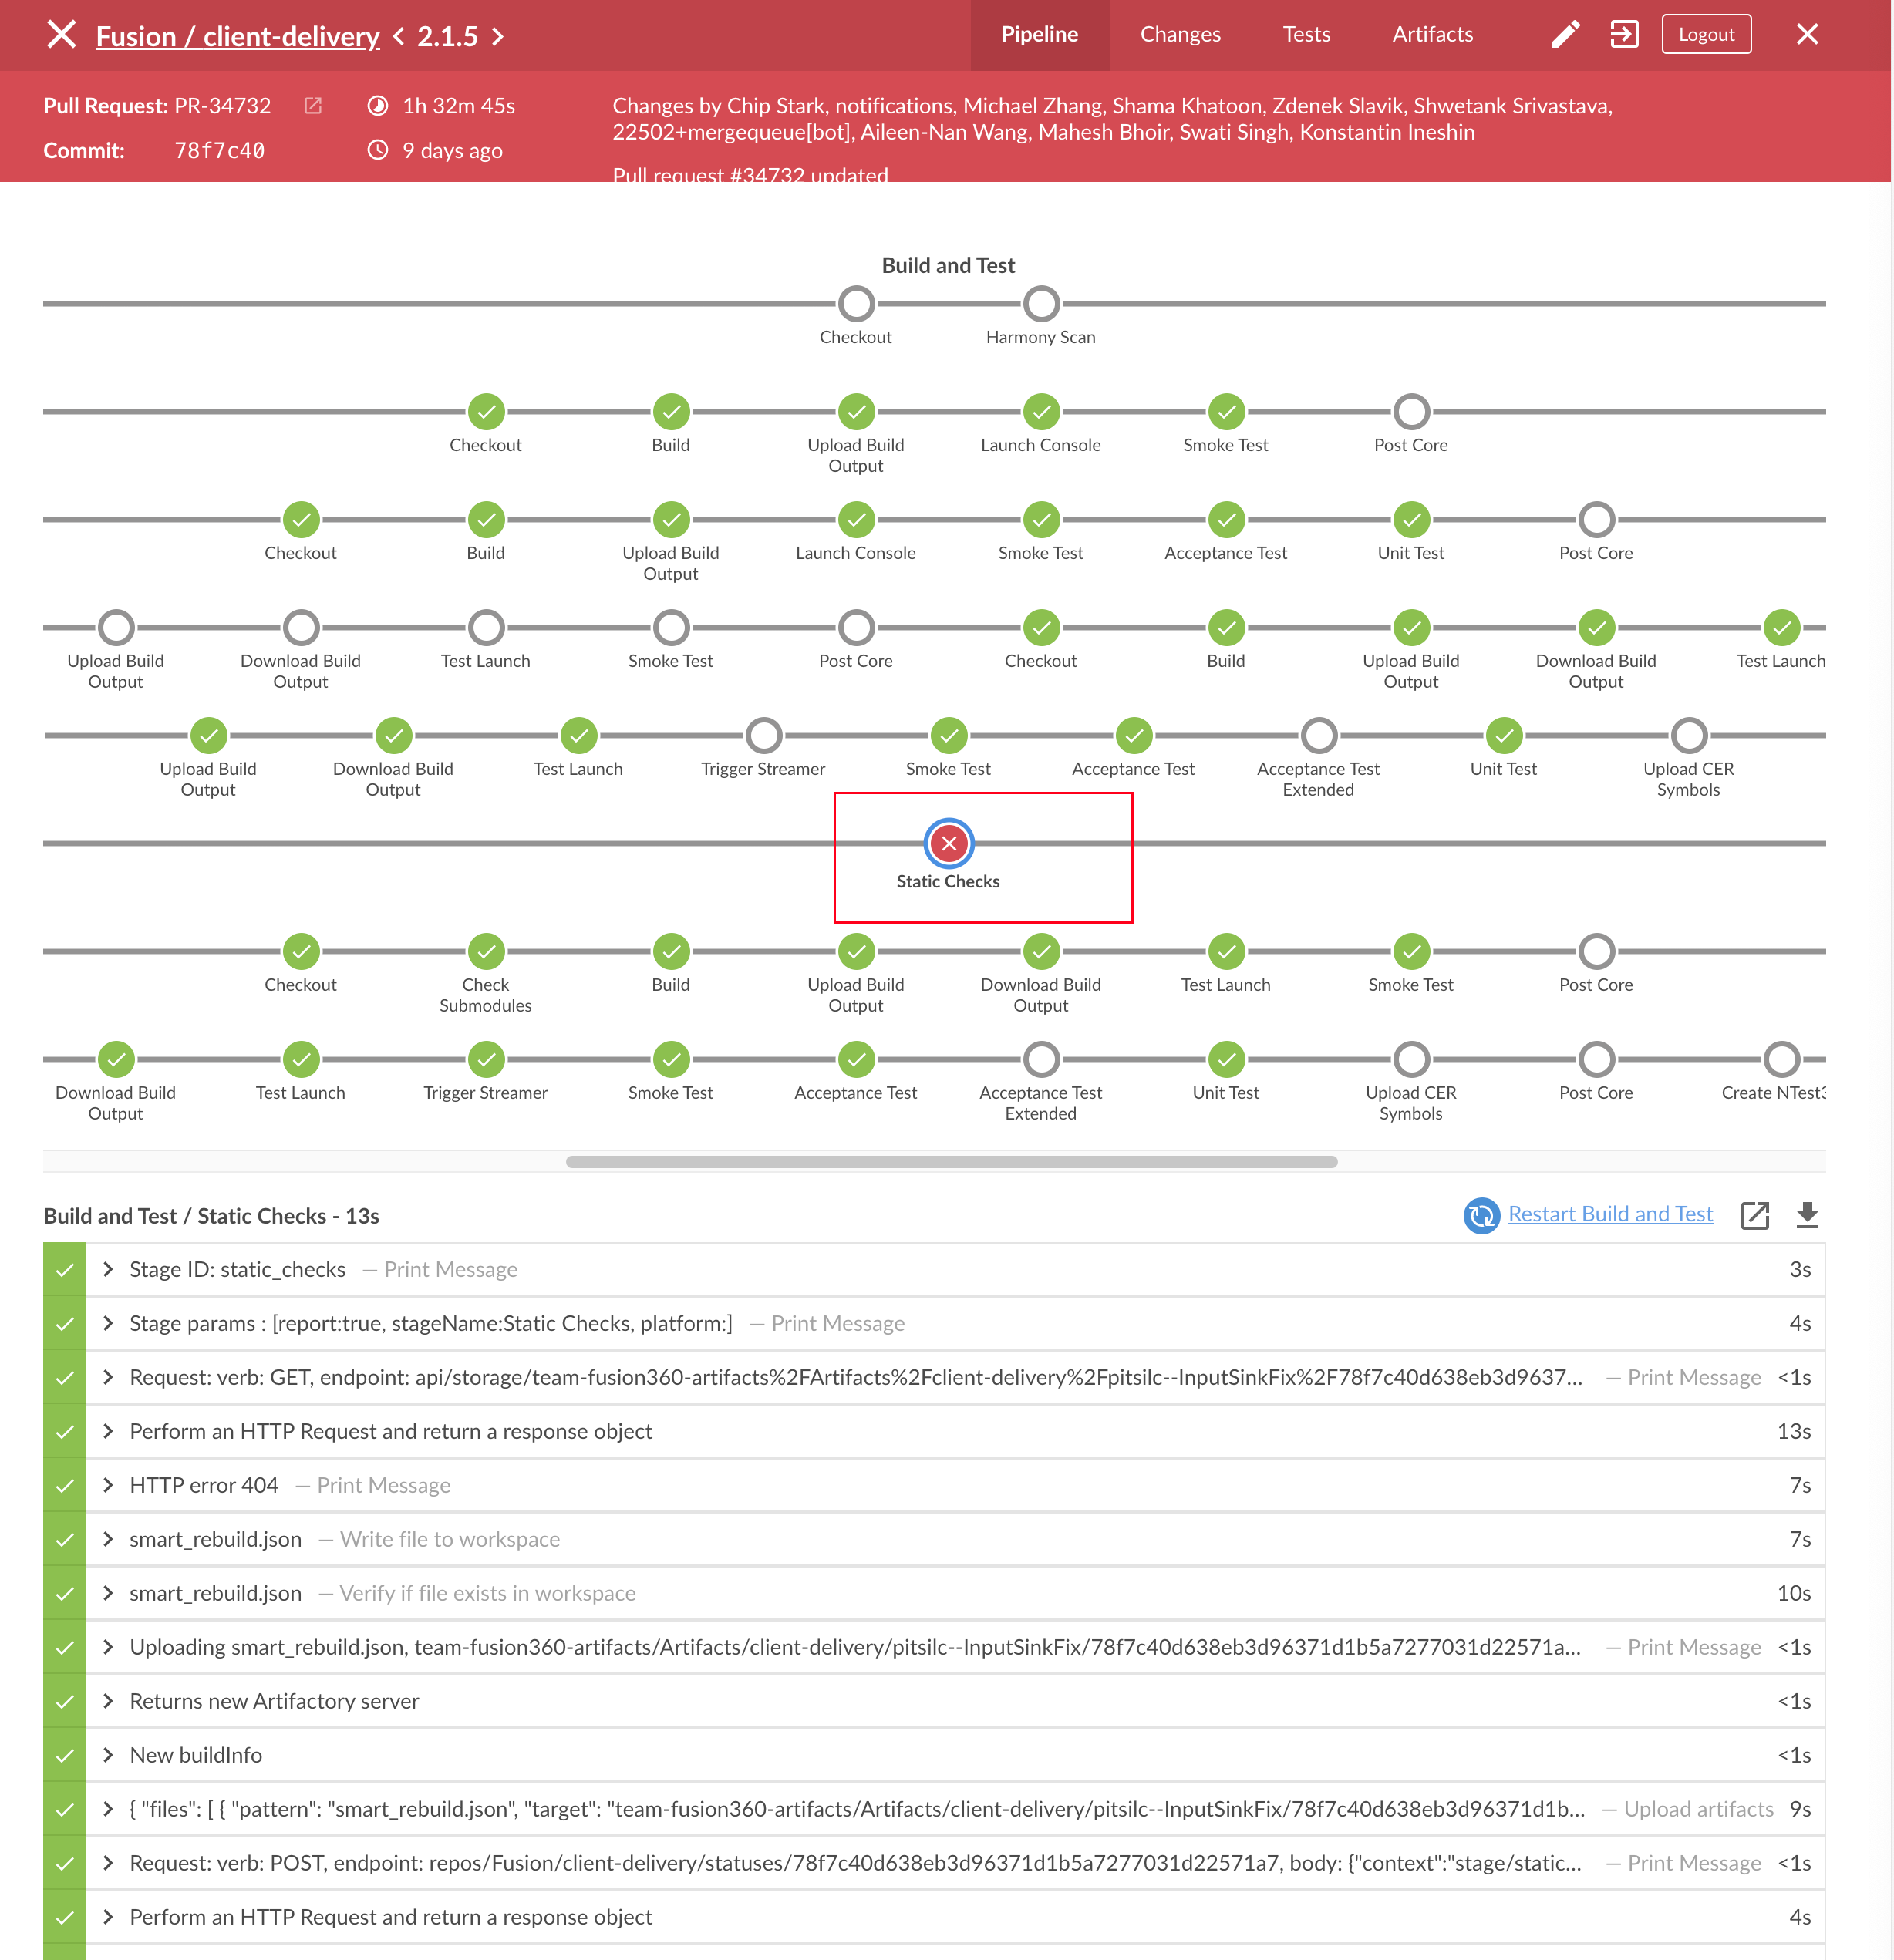 Fusion / client-delivery < 2.1.5 >
Pipeline Changes Tests Artifacts Logout
Pull Request: PR-34732 1h 32m 45s
Commit: 78f7c40 9 days ago
Changes by Chip Stark, notifications, Michael Zhang, Shama Khatoon, Zdenek Slavik, Shwetank Srivastava,
22502+mergequeue[bot], Aileen-Nan Wang, Mahesh Bhoir, Swati Singh, Konstantin Ineshin
Pull request #34732 updated
Build and Test
Checkout Harmony Scan
Checkout Build Upload Build Launch Console Smoke Test Post Core
Output
Checkout Build Upload Build Launch Console Smoke Test Acceptance Test Unit Test Post Core
Output
Upload Build Download Build Test Launch Smoke Test Post Core Checkout Build Upload Build Download Build Test Launch
Output Output Output Output
Upload Build Download Build Test Launch Trigger Streamer Smoke Test Acceptance Test Acceptance Test Unit Test Upload CER
Output Output Extended Symbols
Static Checks
Checkout Check Build Upload Build Download Build Test Launch Smoke Test Post Core
Submodules Output Output
Download Build Test Launch Trigger Streamer Smoke Test Acceptance Test Acceptance Test Unit Test Upload CER Post Core Create NTest3
Output Extended Symbols
Build and Test / Static Checks - 13s Restart Build and Test
Stage ID: static_checks — Print Message 3s
Stage params : [report:true, stageName:Static Checks, platform:] — Print Message 4s
Request: verb: GET, endpoint: api/storage/team-fusion360-artifacts%2FArtifacts%2Fclient-delivery%2Fpitsilc--InputSinkFix%2F78f7c40d638eb3d9637... — Print Message <1s
Perform an HTTP Request and return a response object 13s
HTTP error 404 — Print Message 7s
smart_rebuild.json — Write file to workspace 7s
smart_rebuild.json — Verify if file exists in workspace 10s
Uploading smart_rebuild.json, team-fusion360-artifacts/Artifacts/client-delivery/pitsilc--InputSinkFix/78f7c40d638eb3d96371d1b5a7277031d22571a... — Print Message <1s
Returns new Artifactory server <1s
New buildInfo <1s
{ "files": [ { "pattern": "smart_rebuild.json", "target": "team-fusion360-artifacts/Artifacts/client-delivery/pitsilc--InputSinkFix/78f7c40d638eb3d96371d1b... — Upload artifacts 9s
Request: verb: POST, endpoint: repos/Fusion/client-delivery/statuses/78f7c40d638eb3d96371d1b5a7277031d22571a7, body: {"context":"stage/static... — Print Message <1s
Perform an HTTP Request and return a response object 4s